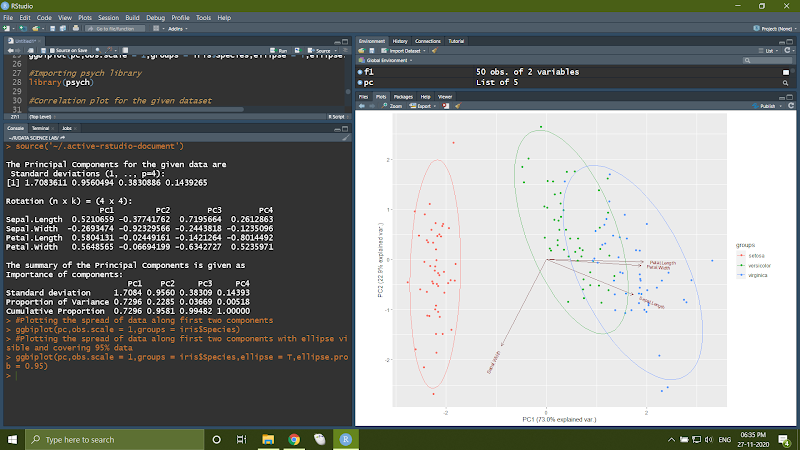 RStudio
File Edit Code View Plots Session Build Debug Profile Tools Help
Go to file/function
Addins
Project: (None)
Untitled1*
Source on Save
Run
Source
25 ggbiplot(pc,obs.scale = 1,groups = iris$Species,ellipse = T,ellipse.
26
27 #Importing psych library
28 library(psych)
29
30 #Correlation plot for the given dataset
31
27:1 (Top Level) R Script
Console Terminal Jobs
> source('~/.active-rstudio-document')
The Principal Components for the given data are
Standard deviations (1, .., p=4):
[1] 1.7083611 0.9560494 0.3830886 0.1439265
Rotation (n x k) = (4 x 4):
PC1 PC2 PC3 PC4
Sepal.Length 0.5210659 -0.37741762 0.7195664 0.2612863
Sepal.Width -0.2693474 -0.92329566 -0.2443818 -0.1235096
Petal.Length 0.5804131 -0.02449161 -0.1421264 -0.8014492
Petal.Width 0.5648565 -0.06694199 -0.6342727 0.5235971
The summary of the Principal Components is given as
Importance of components:
PC1 PC2 PC3 PC4
Standard deviation 1.7084 0.9560 0.38309 0.14393
Proportion of Variance 0.7296 0.2285 0.03669 0.00518
Cumulative Proportion 0.7296 0.9581 0.99482 1.00000
> #Plotting the spread of data along first two components
> ggbiplot(pc,obs.scale = 1,groups = iris$Species)
> #Plotting the spread of data along first two components with ellipse vi
sible and covering 95% data
> ggbiplot(pc,obs.scale = 1,groups = iris$Species,ellipse = T,ellipse.pro
b = 0.95)
>
Environment History Connections Tutorial
Import Dataset
List
Global Environment
f1 50 obs. of 2 variables
pc List of 5
Files Plots Packages Help Viewer
Zoom Export Publish
2
1
0
-1
-2
PC2 (22.9% explained var.)
Petal.Length
Petal.Width
Sepal.Length
Sepal.Width
-2 0 2
PC1 (73.0% explained var.)
groups
setosa
versicolor
virginica
Type here to search
ENG
06:35 PM
27-11-2020
4